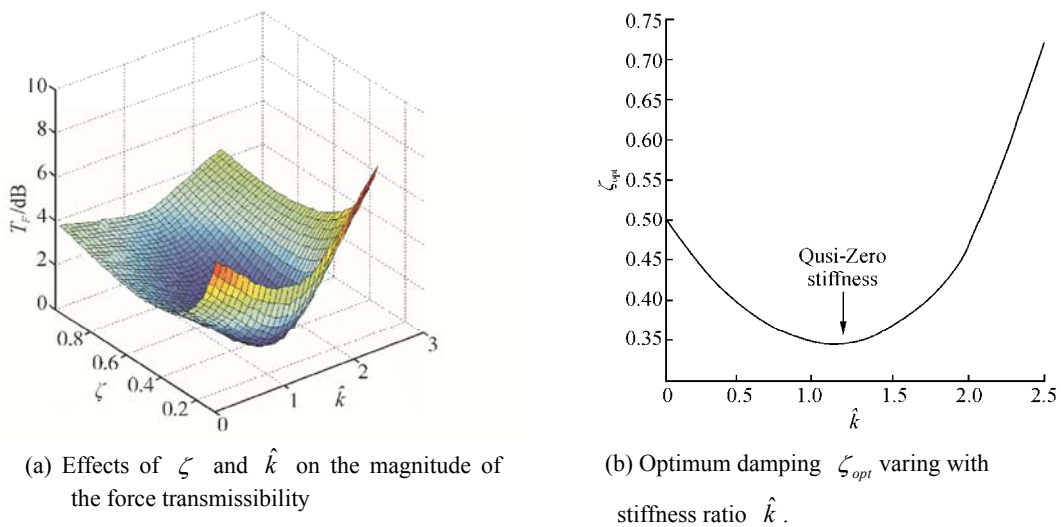 10
8
6
4
2
0
T_F/dB
0.8
0.6
0.4
0.2
ζ
0
1
2
3
k̂
(a) Effects of ζ and k̂ on the magnitude of
the force transmissibility
0.75
0.70
0.65
0.60
0.55
0.50
0.45
0.40
0.35
ζopt
Qusi-Zero
stiffness
0
0.5
1.0
1.5
2.0
2.5
k̂
(b) Optimum damping ζopt varing with
stiffness ratio k̂ .